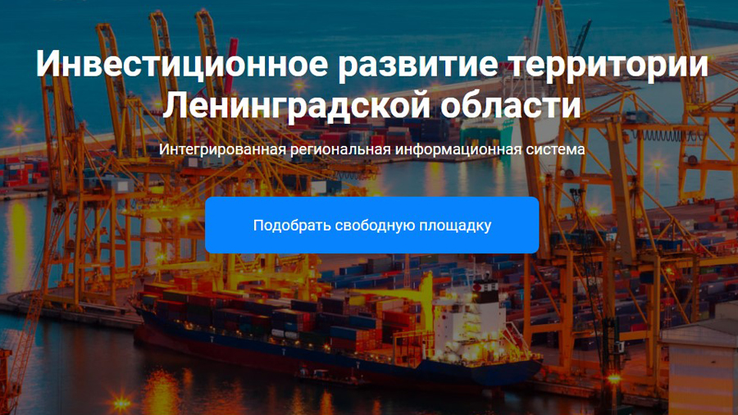 Инвестиционное развитие территории
Ленинградской области
Интегрированная региональная информационная система
Подобрать свободную площадку